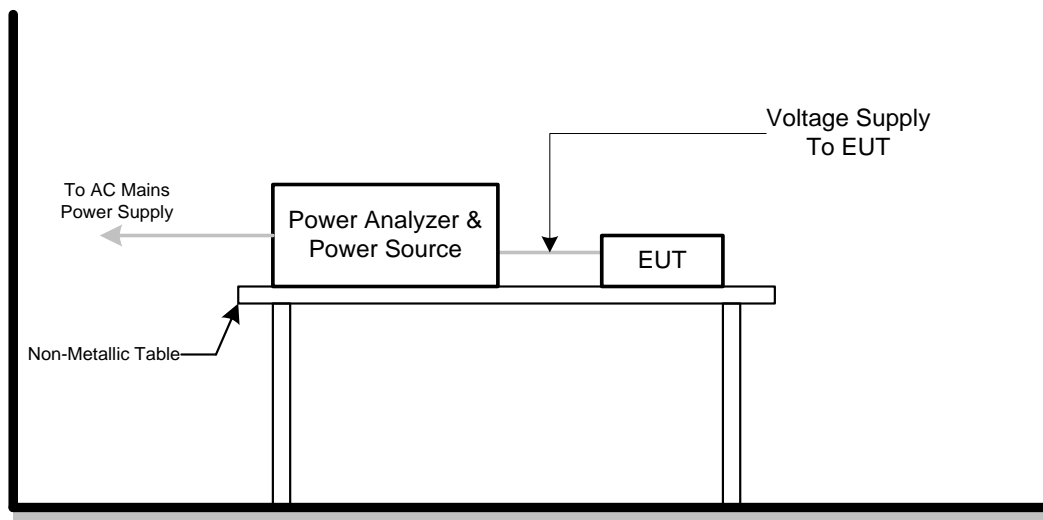 Voltage Supply
To EUT
To AC Mains
Power Supply
Power Analyzer &
Power Source
EUT
Non-Metallic Table